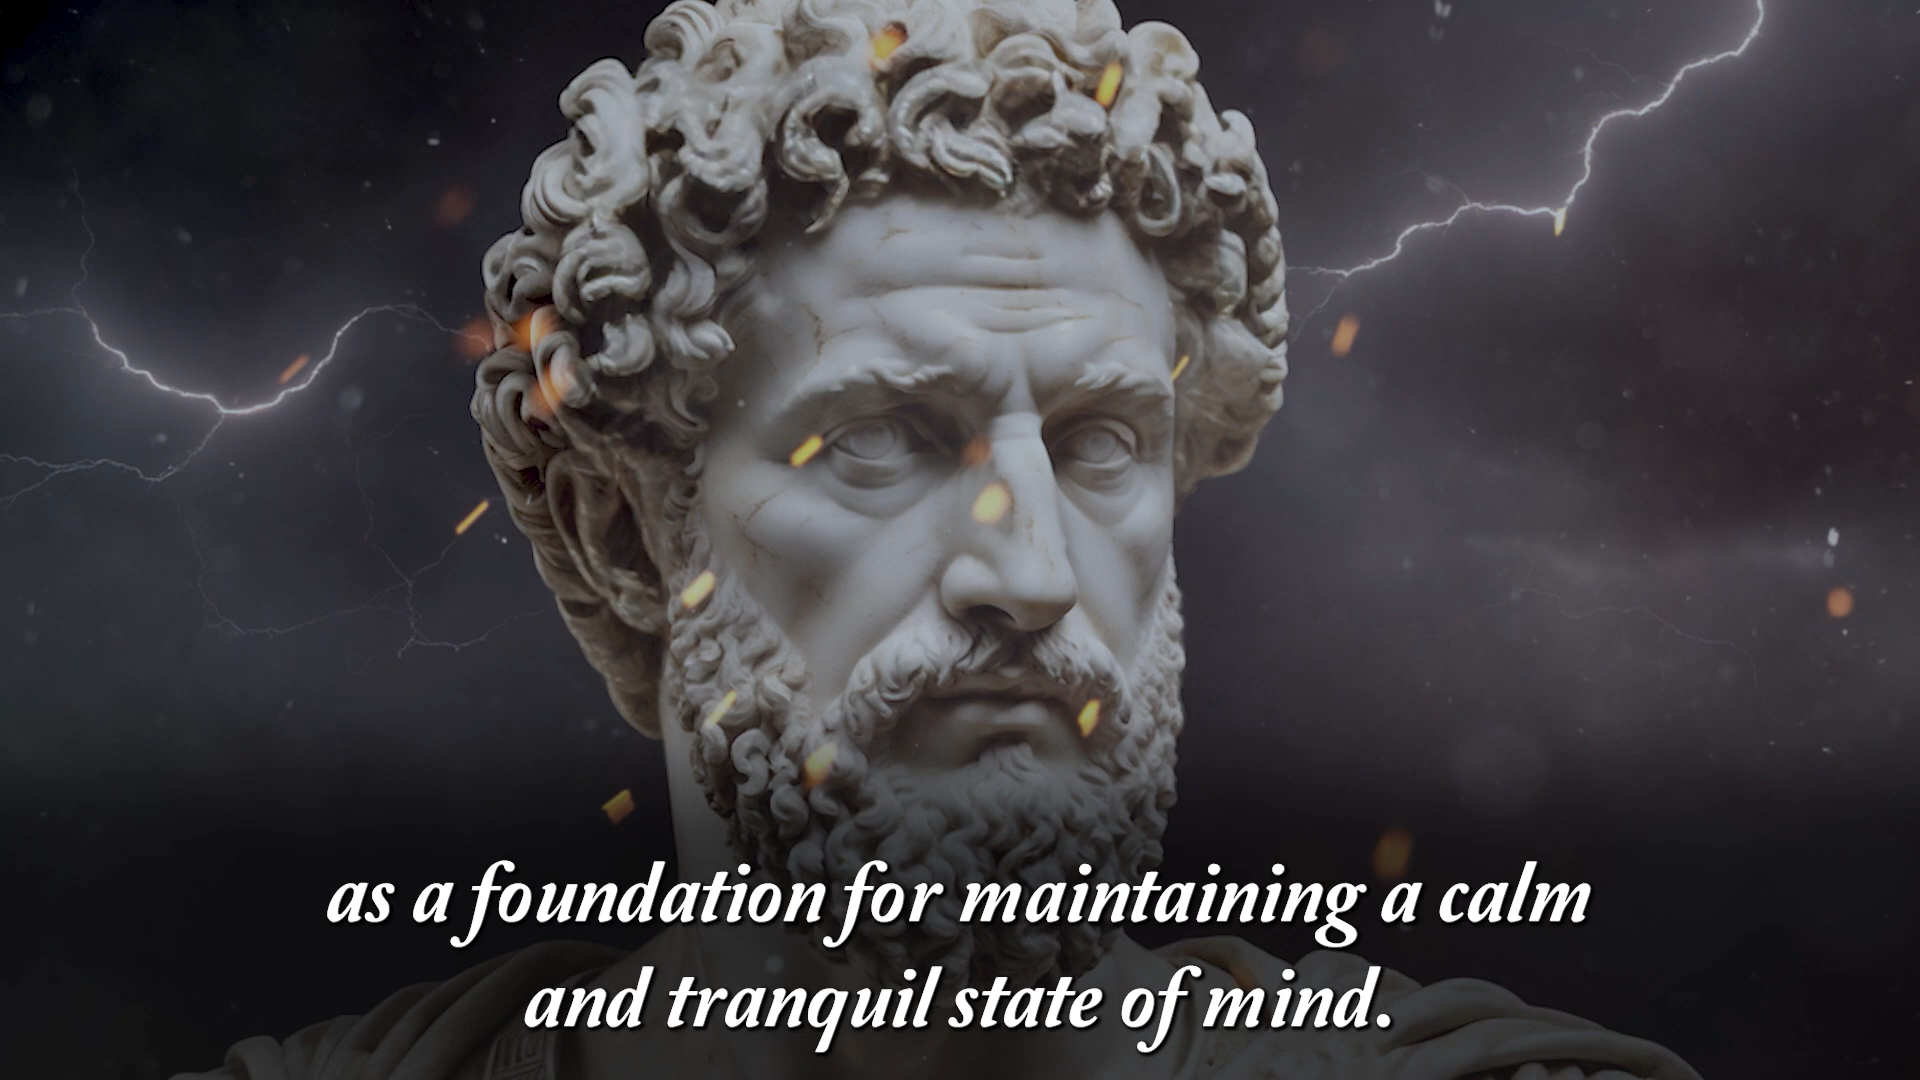 as a foundation for maintaining a calm
and tranquil state of mind.